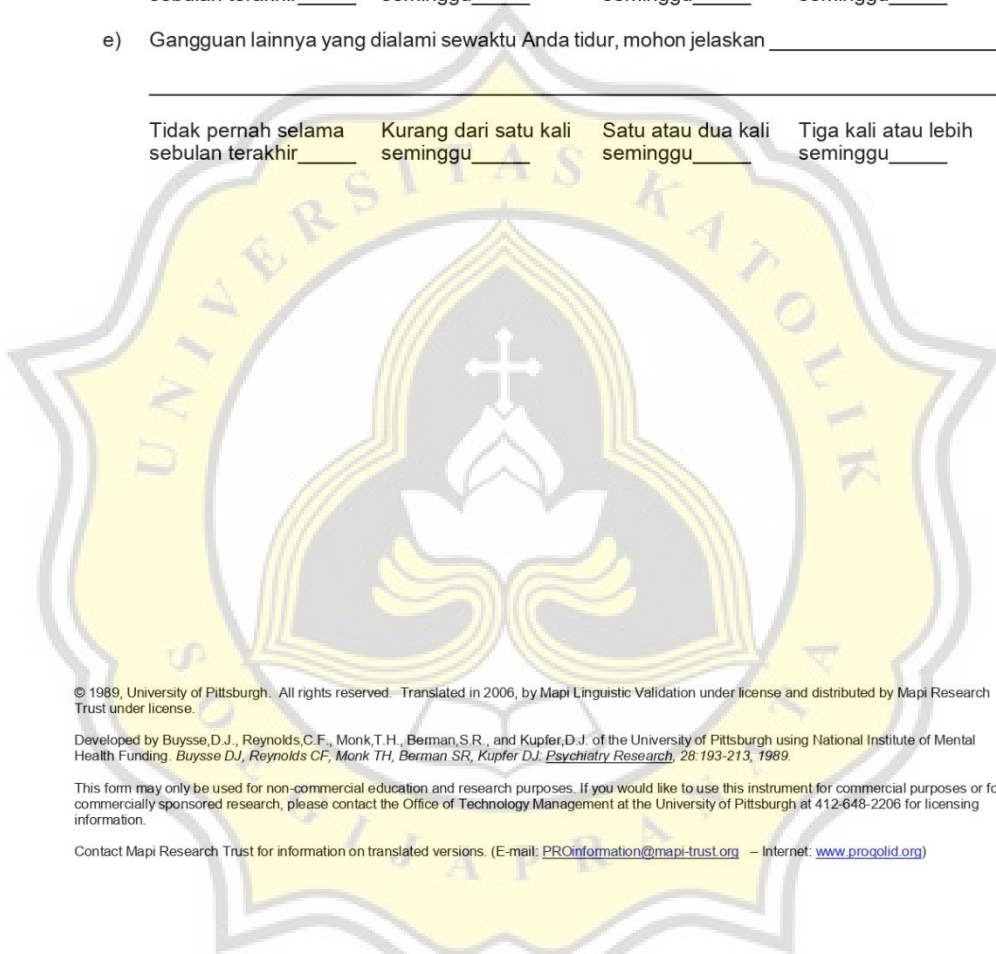 sebulan terakhir_____ seminggu_____ seminggu_____ seminggu_____
e) Gangguan lainnya yang dialami sewaktu Anda tidur, mohon jelaskan _____________________
Tidak pernah selama Kurang dari satu kali Satu atau dua kali Tiga kali atau lebih
sebulan terakhir_____ seminggu_____ seminggu_____ seminggu_____
UNIVERSITAS KATOLIK
SOEGIJAPRANATA
© 1989, University of Pittsburgh. All rights reserved. Translated in 2006, by Mapi Linguistic Validation under license and distributed by Mapi Research
Trust under license.
Developed by Buysse,D.J., Reynolds,C.F., Monk,T.H., Berman,S.R., and Kupfer,D.J. of the University of Pittsburgh using National Institute of Mental
Health Funding. Buysse DJ, Reynolds CF, Monk TH, Berman SR, Kupfer DJ: Psychiatry Research, 28:193-213, 1989.
This form may only be used for non-commercial education and research purposes. If you would like to use this instrument for commercial purposes or fo
commercially sponsored research, please contact the Office of Technology Management at the University of Pittsburgh at 412-648-2206 for licensing
information.
Contact Mapi Research Trust for information on translated versions. (E-mail: PROinformation@mapi-trust.org – Internet: www.proqolid.org)